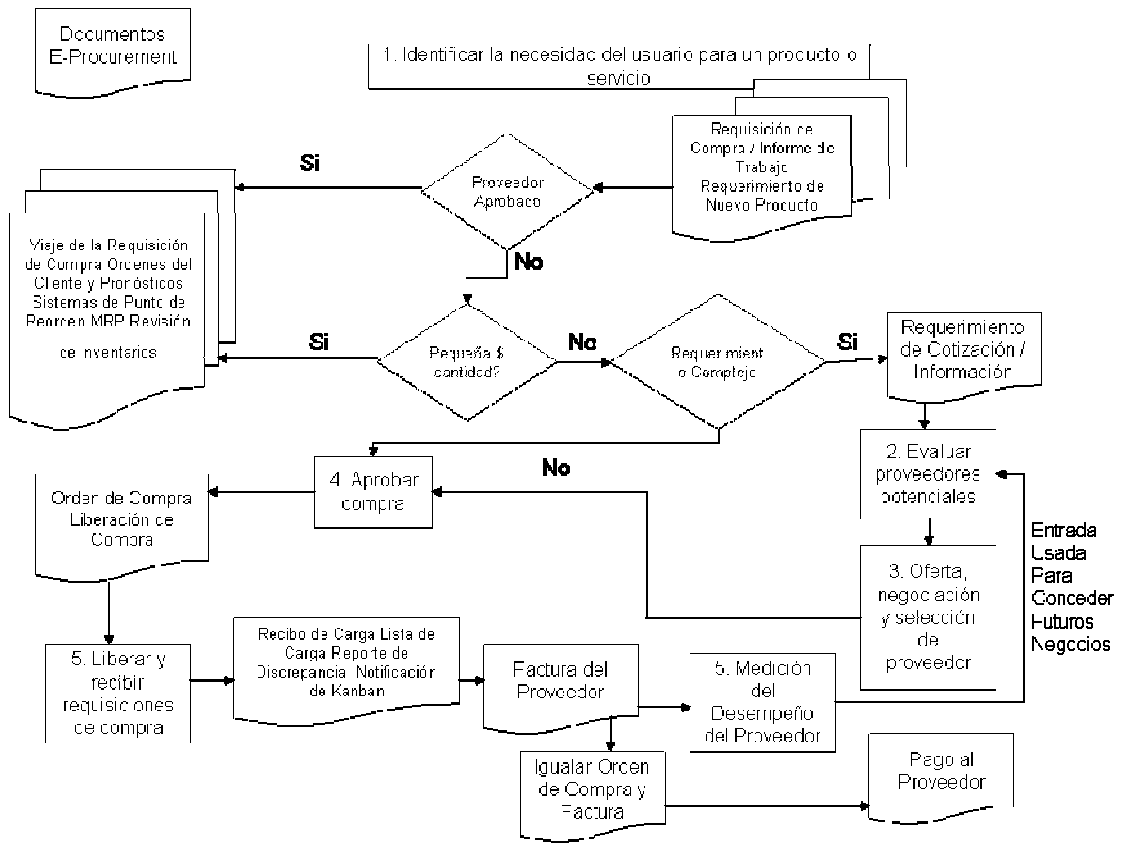 Documentos
E-Procurement
1. Identificar la necesidad del usuario para un producto o
servicio
Requisición de
Compra / Informe de
Trabajo
Requerimiento de
Nuevo Producto
Si
Proveedor
Aprobaco
No
Viaje de la Requisición
de Compra Ordenes del
Cliente y Pronósticos
Sistemas de Punto de
Reorden MRP Revisión
de Inventarios
Si
Pequeña $
cantidad?
No
Requerimient
o Complejo
Si
Requerimiento
de Cotización /
Información
2. Evaluar
proveedores
potenciales
4. Aprobar
compra
No
Orden de Compra
Liberación de
Compra
3. Oferta,
negociación
y selección
de
proveedor
Entrada
Usada
Para
Conceder
Futuros
Negocios
5. Liberar y
recibir
requisiciones
de compra
Recibo de Carga Lista de
Carga Reporte de
Discrepancia Notificación
de Kanban
Factura del
Proveedor
5. Medición
del
Desempeño
del Proveedor
Igualar Orden
de Compra y
Factura
Pago al
Proveedor